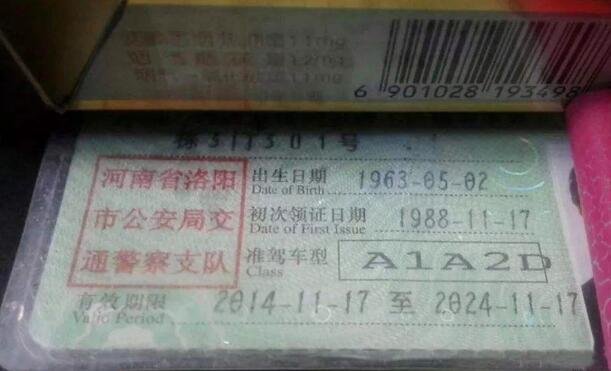 6 901028 193498
栋311301号
河南省洛阳
市公安局交
通警察支队
出生日期 1963-05-02
Date of Birth
初次领证日期 1988-11-17
Date of First Issue
准驾车型 A1A2D
Class
有效期限 2014-11-17 至 2024-11-17
Valid Period